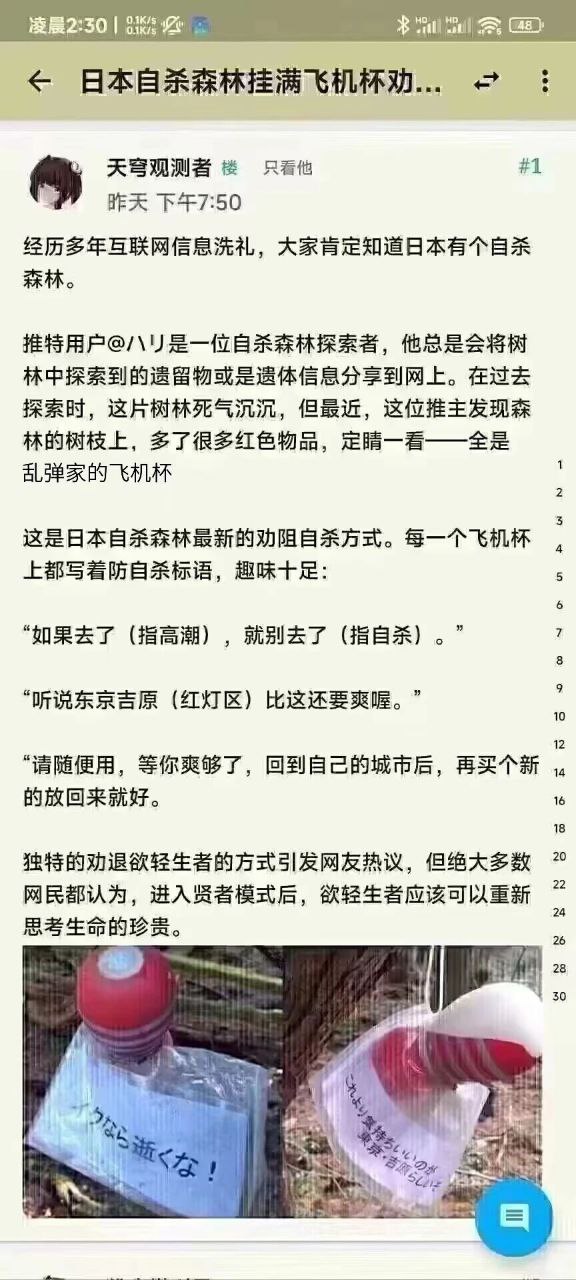 凌晨2:30
0.1K/s
0.1K/s
HD
HD
48
日本自杀森林挂满飞机杯劝...
天穹观测者 楼 只看他
#1
昨天 下午7:50
经历多年互联网信息洗礼，大家肯定知道日本有个自杀
森林。
推特用户@ハリ是一位自杀森林探索者，他总是会将树
林中探索到的遗留物或是遗体信息分享到网上。在过去
探索时，这片树林死气沉沉，但最近，这位推主发现森
林的树枝上，多了很多红色物品，定睛一看——全是
乱弹家的飞机杯
这是日本自杀森林最新的劝阻自杀方式。每一个飞机杯
上都写着防自杀标语，趣味十足：
“如果去了（指高潮），就别去了（指自杀）。”
“听说东京吉原（红灯区）比这还要爽喔。”
“请随便用，等你爽够了，回到自己的城市后，再买个新
的放回来就好。
独特的劝退欲轻生者的方式引发网友热议，但绝大多数
网民都认为，进入贤者模式后，欲轻生者应该可以重新
思考生命的珍贵。
1
2
3
4
5
6
7
8
9
10
12
14
16
18
20
22
24
26
28
30
イクなら逝くな！
これより気持ちいいのが
東京・吉原らしいぞ